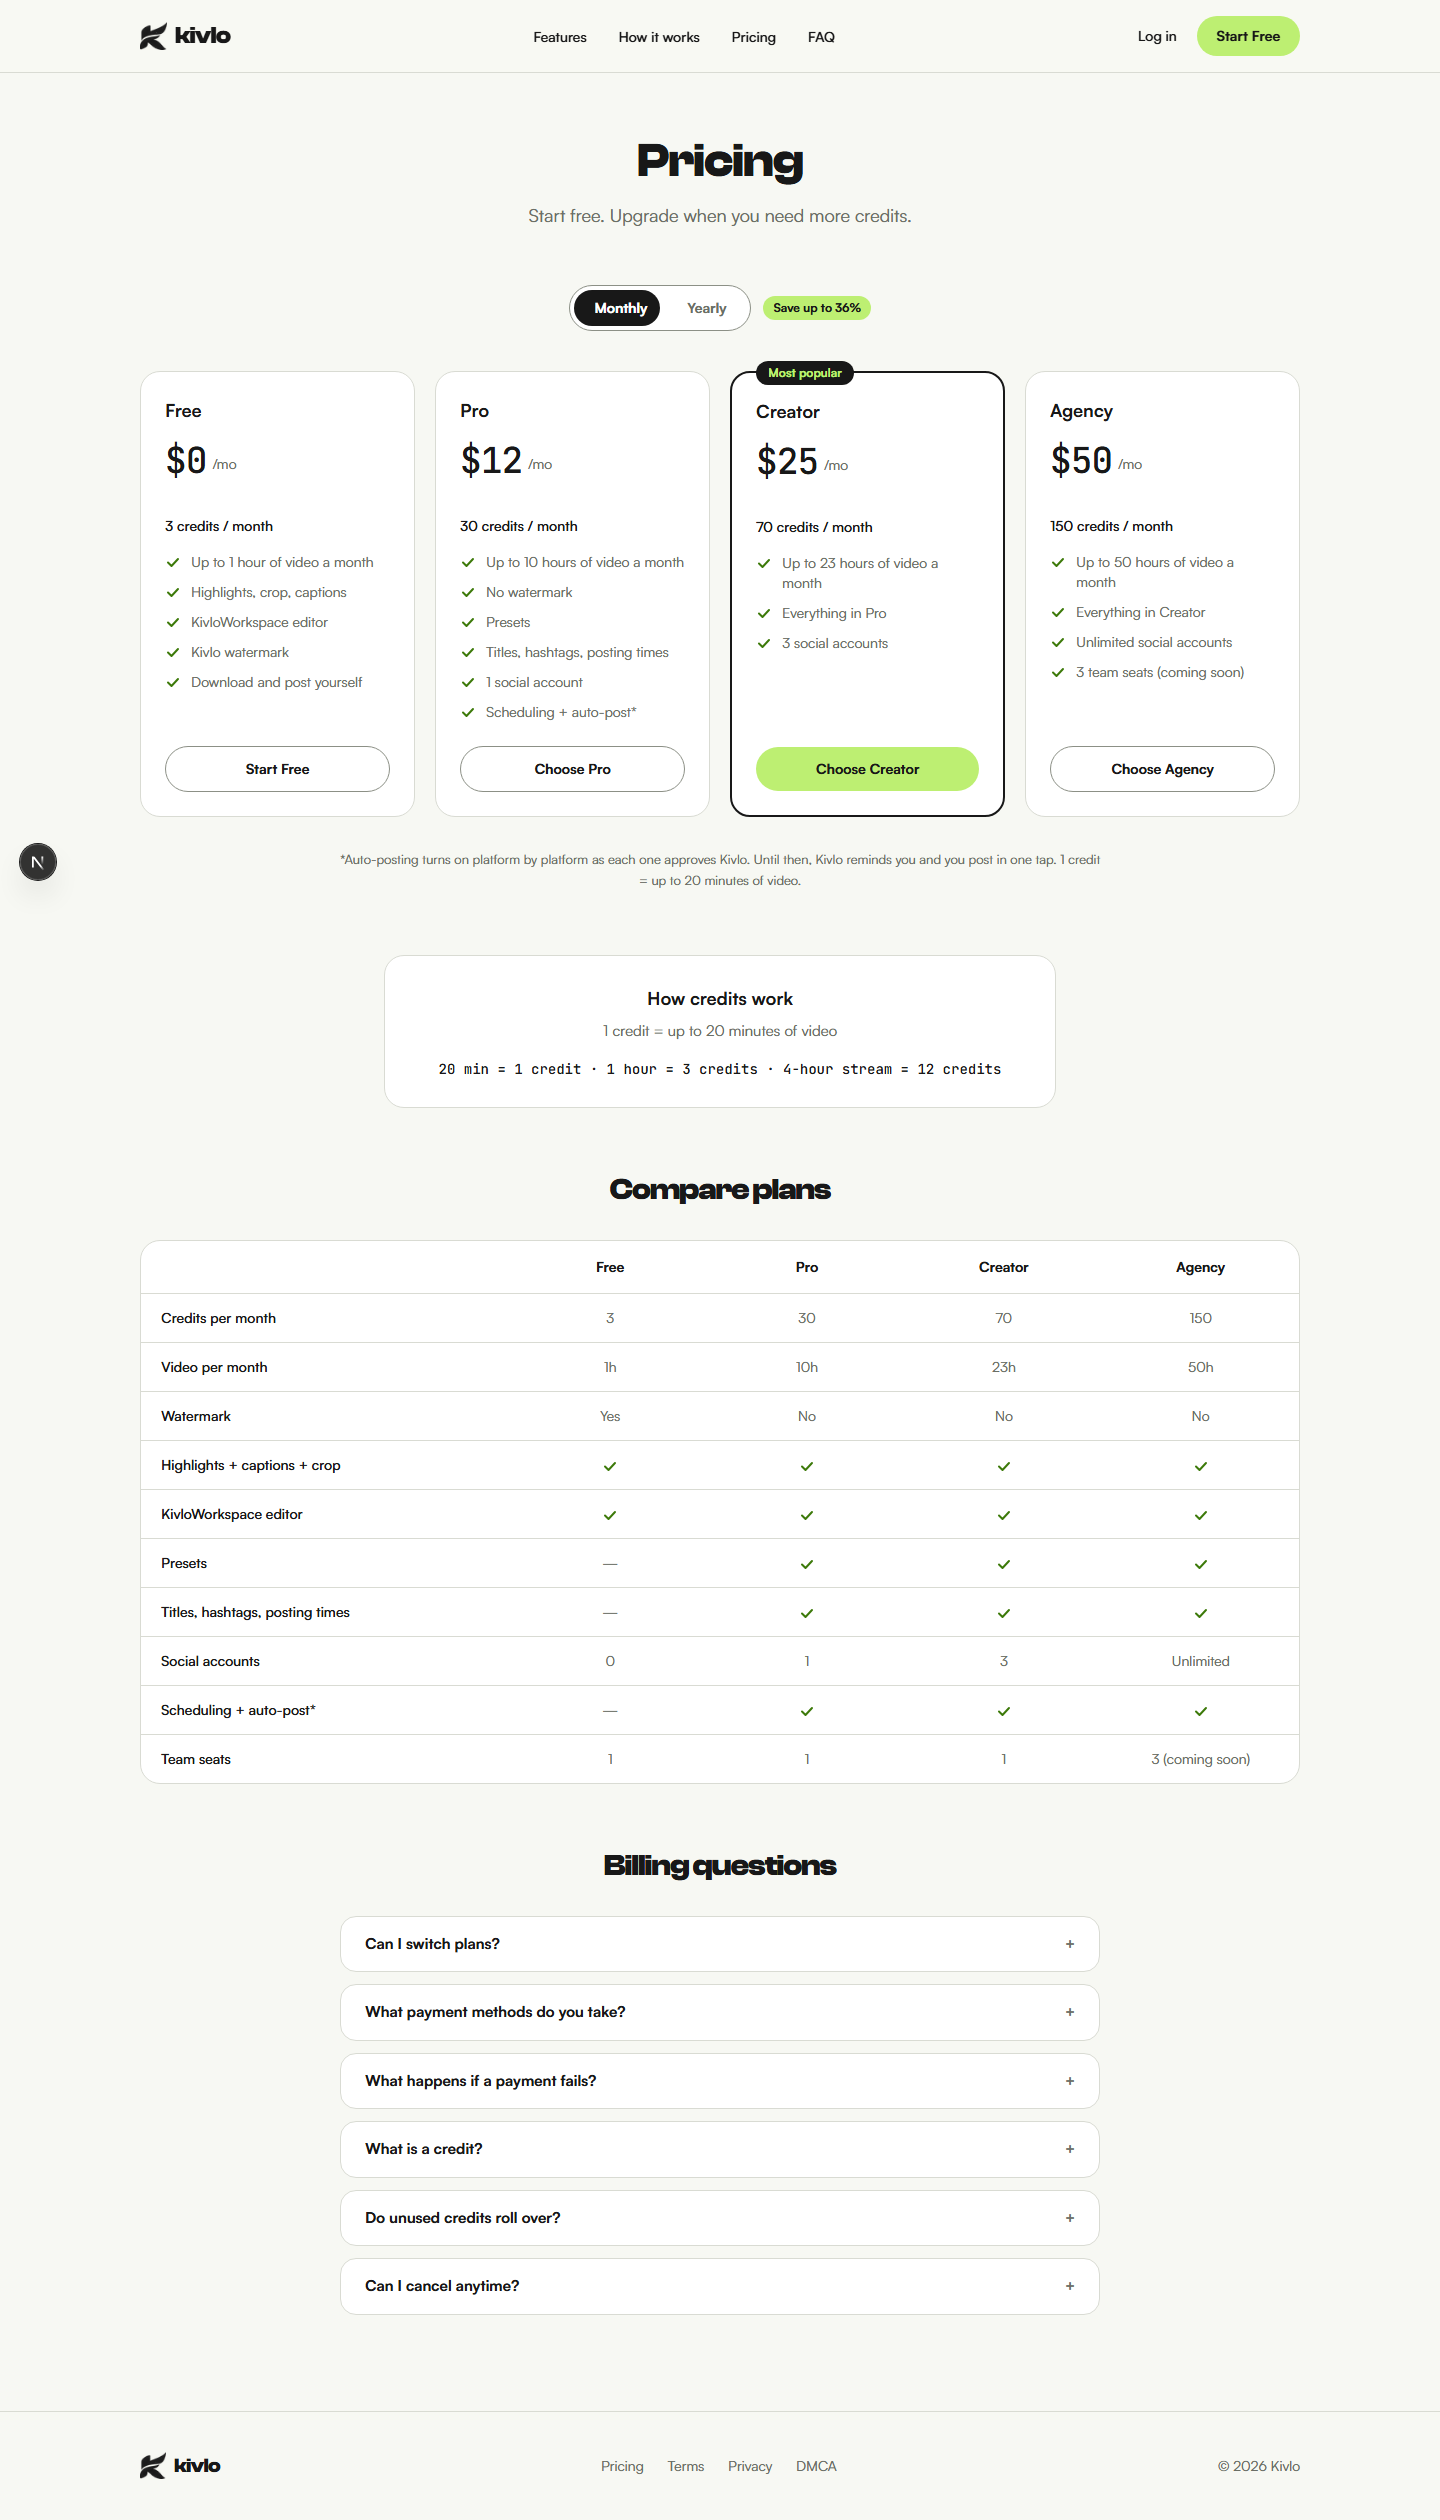 kivlo
Features How it works Pricing FAQ
Log in Start Free
Pricing
Start free. Upgrade when you need more credits.
Monthly Yearly Save up to 36%
Free
$0 /mo
3 credits / month
Up to 1 hour of video a month
Highlights, crop, captions
KivloWorkspace editor
Kivlo watermark
Download and post yourself
Start Free
Pro
$12 /mo
30 credits / month
Up to 10 hours of video a month
No watermark
Presets
Titles, hashtags, posting times
1 social account
Scheduling + auto-post*
Choose Pro
Most popular
Creator
$25 /mo
70 credits / month
Up to 23 hours of video a
month
Everything in Pro
3 social accounts
Choose Creator
Agency
$50 /mo
150 credits / month
Up to 50 hours of video a
month
Everything in Creator
Unlimited social accounts
3 team seats (coming soon)
Choose Agency
N
*Auto-posting turns on platform by platform as each one approves Kivlo. Until then, Kivlo reminds you and you post in one tap. 1 credit
= up to 20 minutes of video.
How credits work
1 credit = up to 20 minutes of video
20 min = 1 credit · 1 hour = 3 credits · 4-hour stream = 12 credits
Compare plans
Free Pro Creator Agency
Credits per month 3 30 70 150
Video per month 1h 10h 23h 50h
Watermark Yes No No No
Highlights + captions + crop
KivloWorkspace editor
Presets —
Titles, hashtags, posting times —
Social accounts 0 1 3 Unlimited
Scheduling + auto-post* —
Team seats 1 1 1 3 (coming soon)
Billing questions
Can I switch plans? +
What payment methods do you take? +
What happens if a payment fails? +
What is a credit? +
Do unused credits roll over? +
Can I cancel anytime? +
kivlo
Pricing Terms Privacy DMCA
© 2026 Kivlo